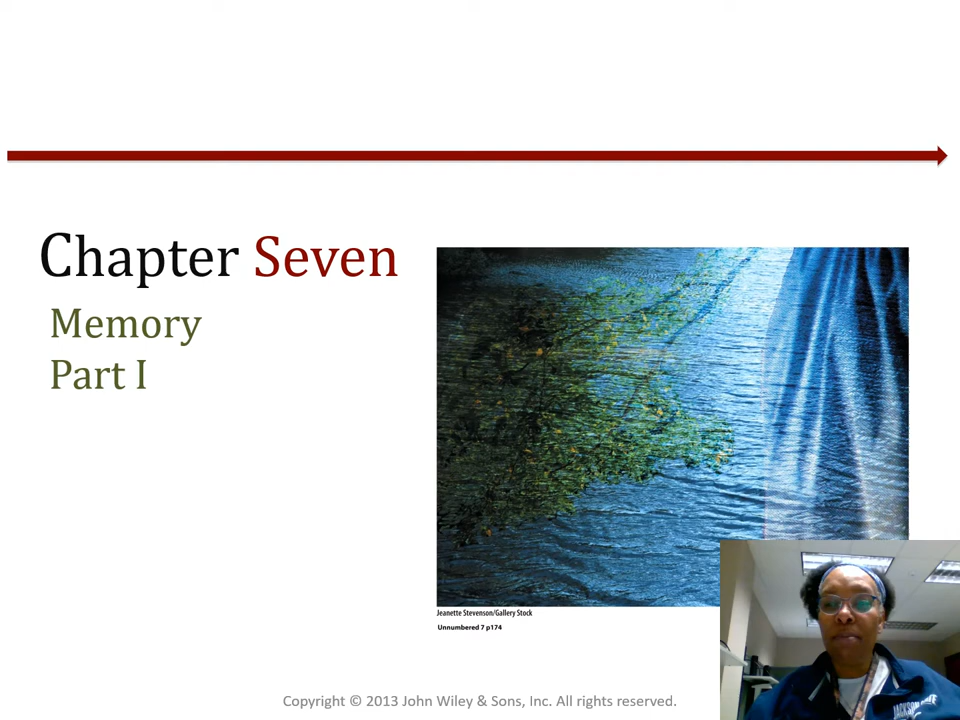 Chapter Seven
Memory
Part I
Jeanette Stevenson/Gallery Stock
Unnumbered 7 p174
JACKSON
Copyright © 2013 John Wiley & Sons, Inc. All rights reserved.